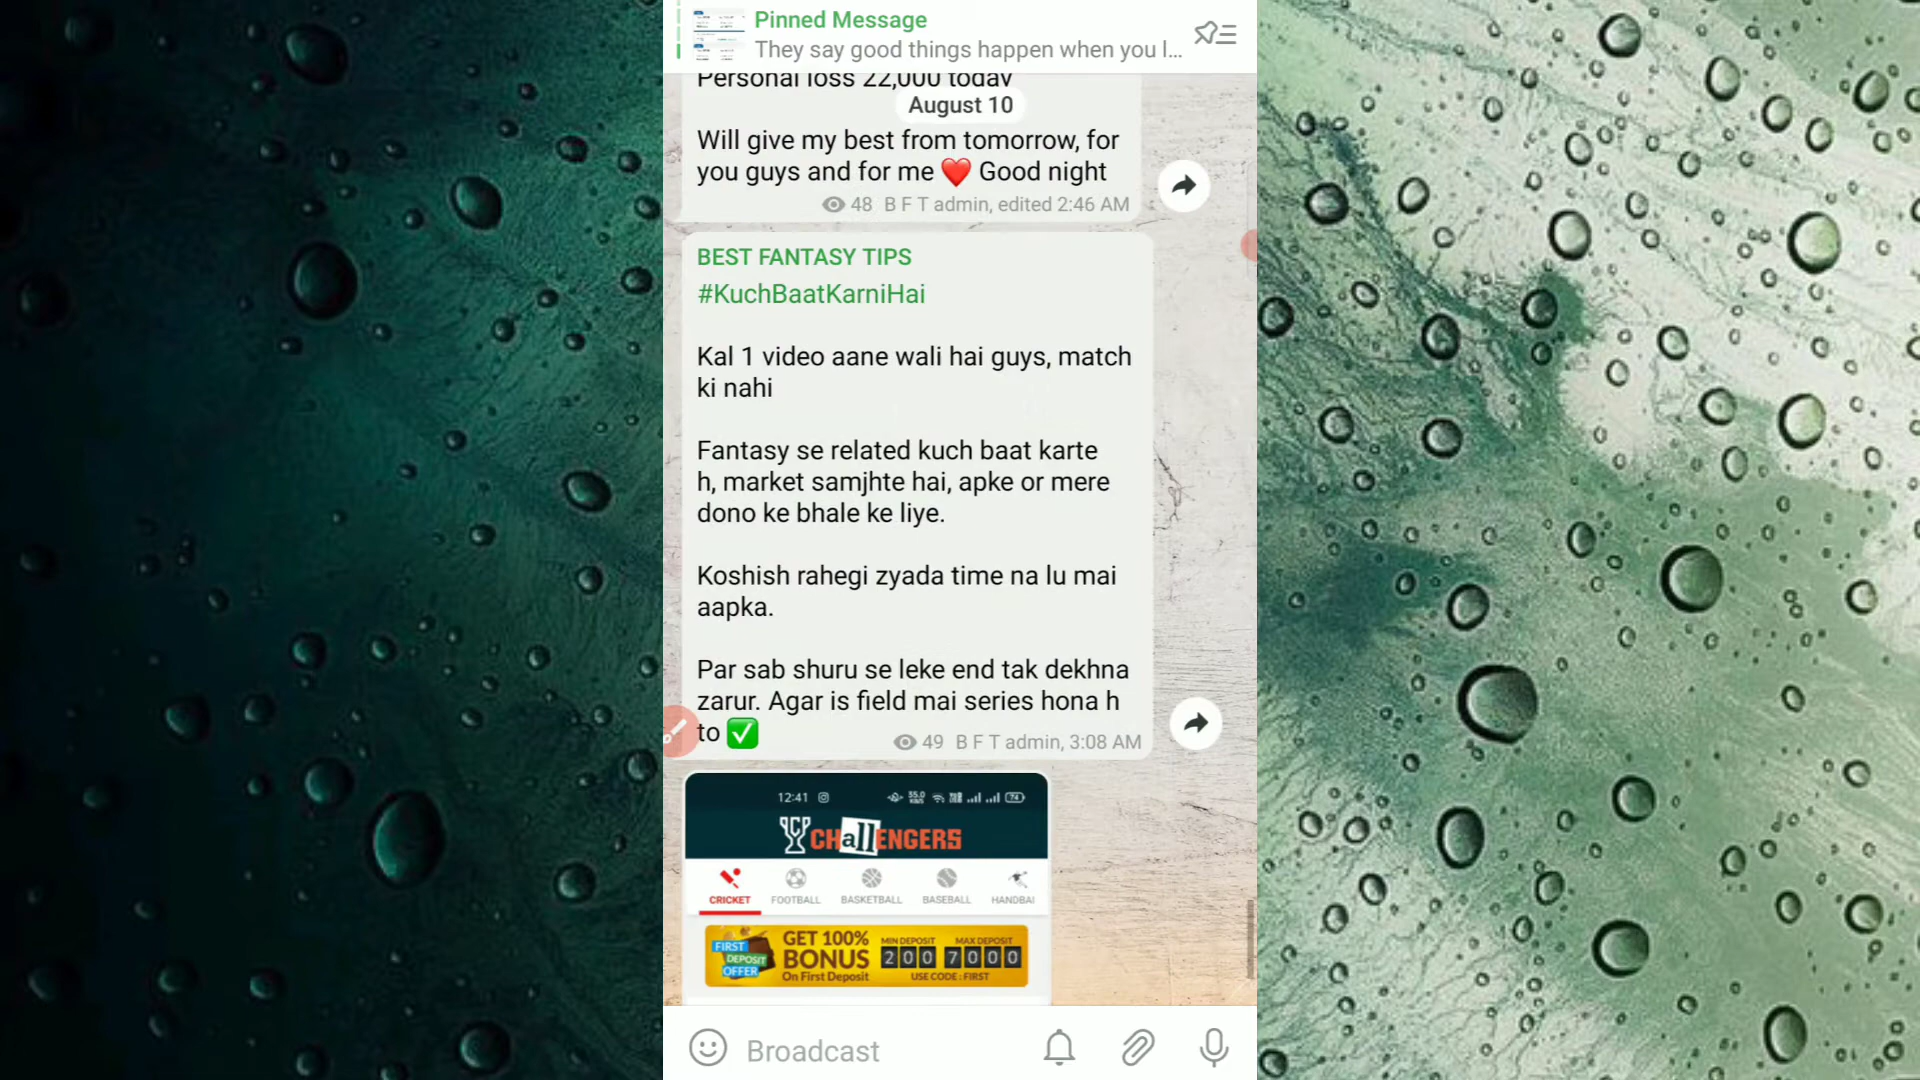 Pinned Message
They say good things happen when you l...
Personal loss 22,000 today
August 10
Will give my best from tomorrow, for
you guys and for me ❤️ Good night
48 B F T admin, edited 2:46 AM
BEST FANTASY TIPS
#KuchBaatKarniHai
Kal 1 video aane wali hai guys, match
ki nahi
Fantasy se related kuch baat karte
h, market samjhte hai, apke or mere
dono ke bhale ke liye.
Koshish rahegi zyada time na lu mai
aapka.
Par sab shuru se leke end tak dekhna
zarur. Agar is field mai series hona h
to ✅
49 B F T admin, 3:08 AM
12:41 55.0 74
CHallENGERS
CRICKET FOOTBALL BASKETBALL BASEBALL HANDBAL
FIRST DEPOSIT OFFER
GET 100%
BONUS
On First Deposit
MIN DEPOSIT MAX DEPOSIT
200 7000
USE CODE : FIRST
Broadcast